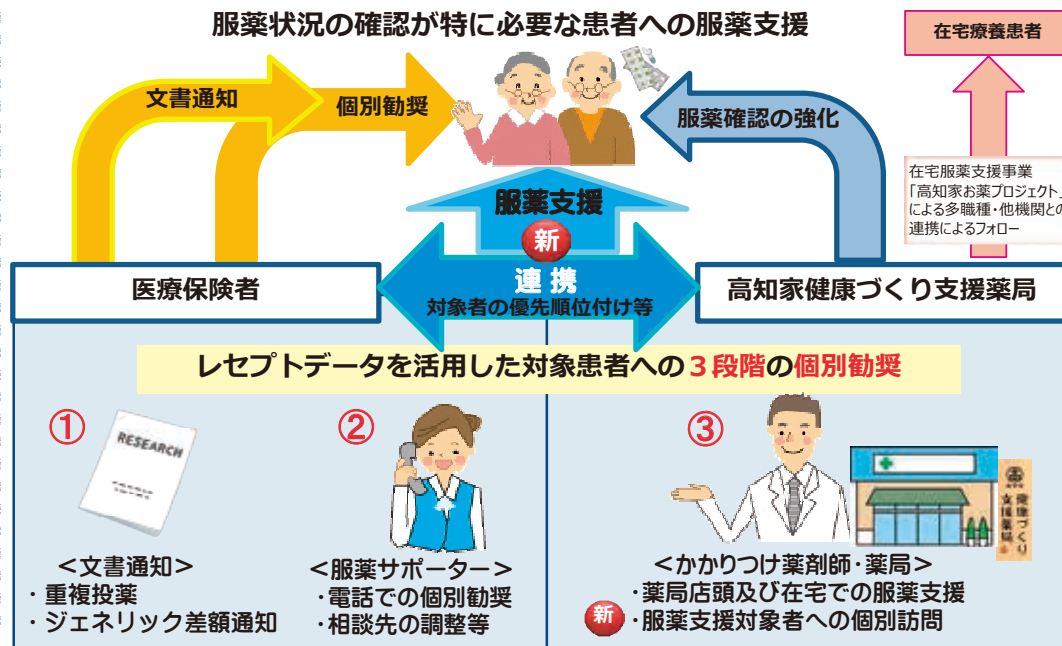 服薬状況の確認が特に必要な患者への服薬支援
在宅療養患者
文書通知
個別勧奨
服薬確認の強化
在宅服薬支援事業
「高知家お薬プロジェクト」
による多職種・他機関との
連携によるフォロー
服薬支援
新
連 携
対象者の優先順位付け等
医療保険者
高知家健康づくり支援薬局
レセプトデータを活用した対象患者への3段階の個別勧奨
①
RESEARCH
②
③
健康づくり
支援薬局
<文書通知>
・重複投薬
・ジェネリック差額通知
<服薬サポーター>
・電話での個別勧奨
・相談先の調整等
<かかりつけ薬剤師・薬局>
・薬局店頭及び在宅での服薬支援
新 ・服薬支援対象者への個別訪問